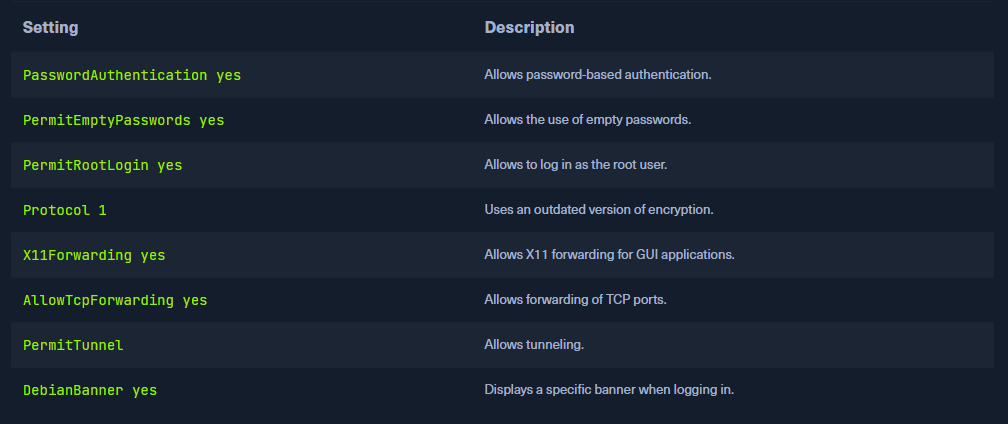 Setting Description
PasswordAuthentication yes Allows password-based authentication.
PermitEmptyPasswords yes Allows the use of empty passwords.
PermitRootLogin yes Allows to log in as the root user.
Protocol 1 Uses an outdated version of encryption.
X11Forwarding yes Allows X11 forwarding for GUI applications.
AllowTcpForwarding yes Allows forwarding of TCP ports.
PermitTunnel Allows tunneling.
DebianBanner yes Displays a specific banner when logging in.